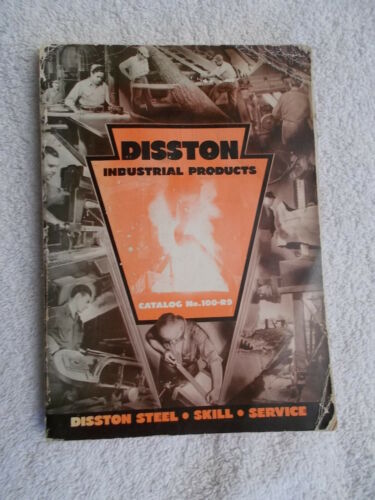 DISSTON
INDUSTRIAL PRODUCTS
CATALOG No.100-R9
DISSTON STEEL • SKILL • SERVICE